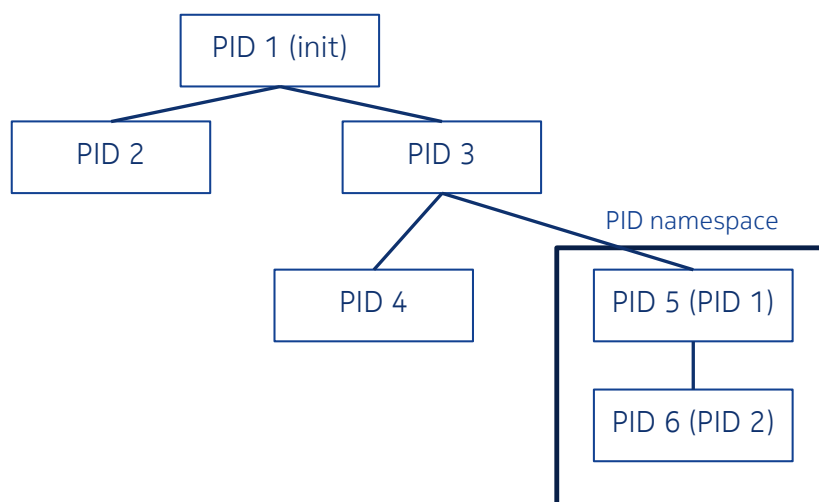 PID 1 (init)
PID 2
PID 3
PID namespace
PID 4
PID 5 (PID 1)
PID 6 (PID 2)